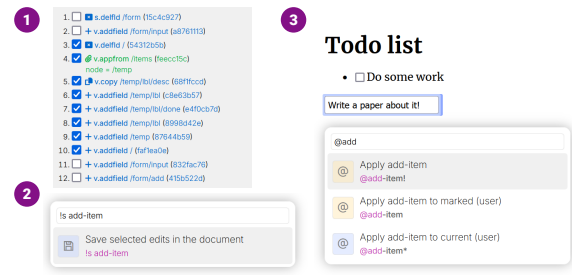 1
1. s.delfld /form (15c4c927)
2. + v.addfield /form/input (a8761113)
3. v.delfld / (54312b5b)
4. v.appfrom /items (feecc15c)
node = /temp
5. v.copy /temp/lbl/desc (68f1fccd)
6. + v.addfield /temp/lbl (c8e63b57)
7. + v.addfield /temp/lbl/done (e4f0cb7d)
8. + v.addfield /temp/lbl (8998d42e)
9. + v.addfield /temp (87644b59)
10. + v.addfield / (faf1ea0e)
11. + v.addfield /form/input (832fac76)
12. + v.addfield /form/add (415b522d)
2
!s add-item
Save selected edits in the document
!s add-item
3
Todo list
• Do some work
Write a paper about it!
@add
@ Apply add-item
@add-item!
@ Apply add-item to marked (user)
@add-item
@ Apply add-item to current (user)
@add-item*